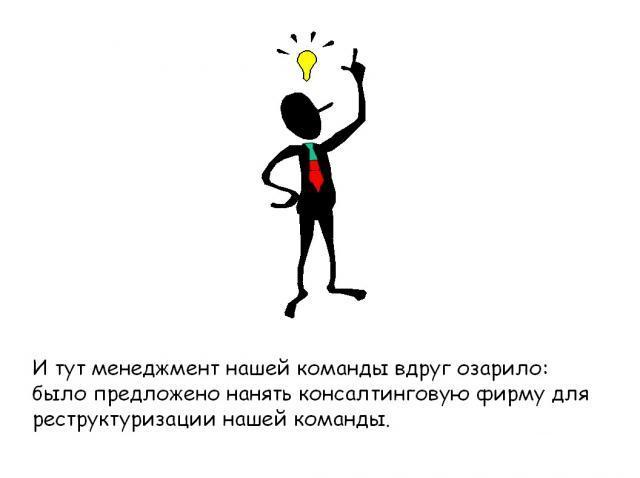 И тут менеджмент нашей команды вдруг озарило:
было предложено нанять консалтинговую фирму для
реструктуризации нашей команды.